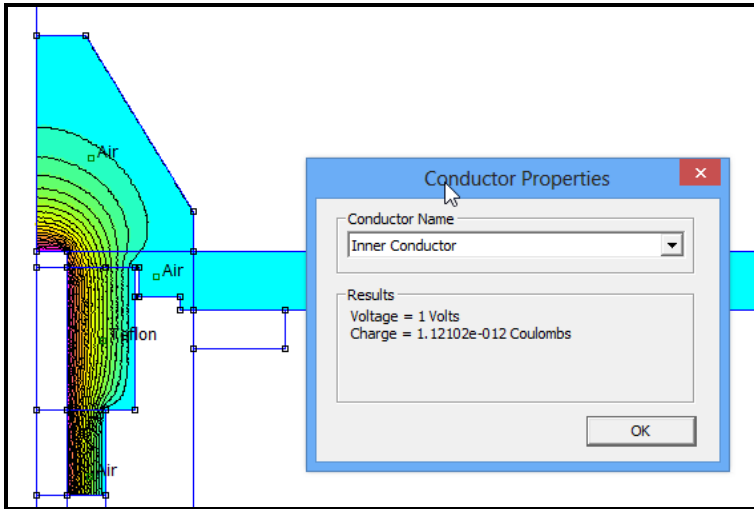 Air
Air
Teflon
Air
Conductor Properties
×
Conductor Name
Inner Conductor
Results
Voltage = 1 Volts
Charge = 1.12102e-012 Coulombs
OK